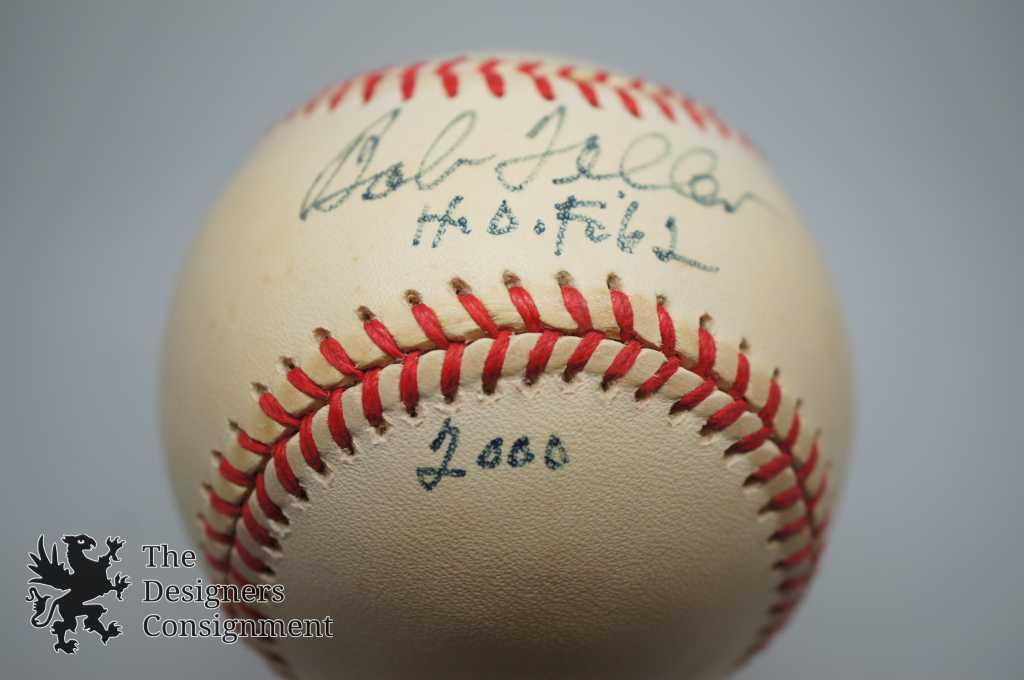 Bob Feller
H.O.F. '62
2000
The
Designers
Consignment